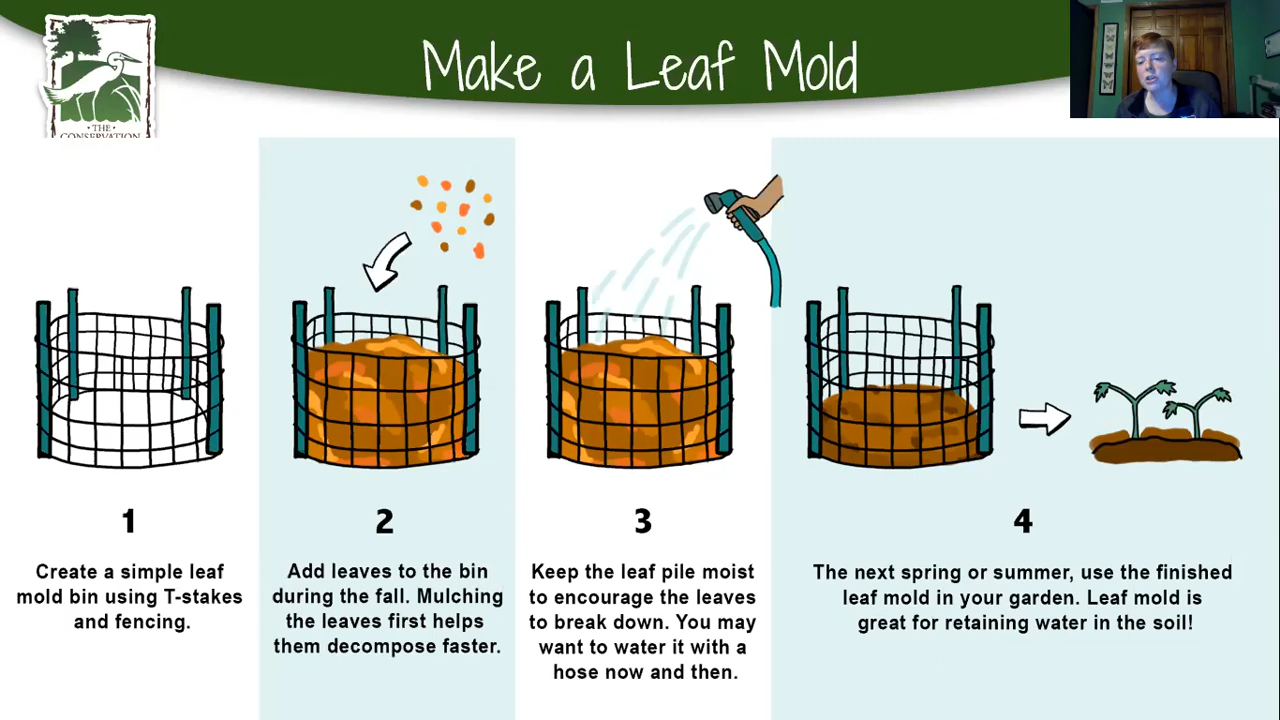 Make a Leaf Mold
• THE •
CONSERVATION
1
Create a simple leaf
mold bin using T-stakes
and fencing.
2
Add leaves to the bin
during the fall. Mulching
the leaves first helps
them decompose faster.
3
Keep the leaf pile moist
to encourage the leaves
to break down. You may
want to water it with a
hose now and then.
4
The next spring or summer, use the finished
leaf mold in your garden. Leaf mold is
great for retaining water in the soil!